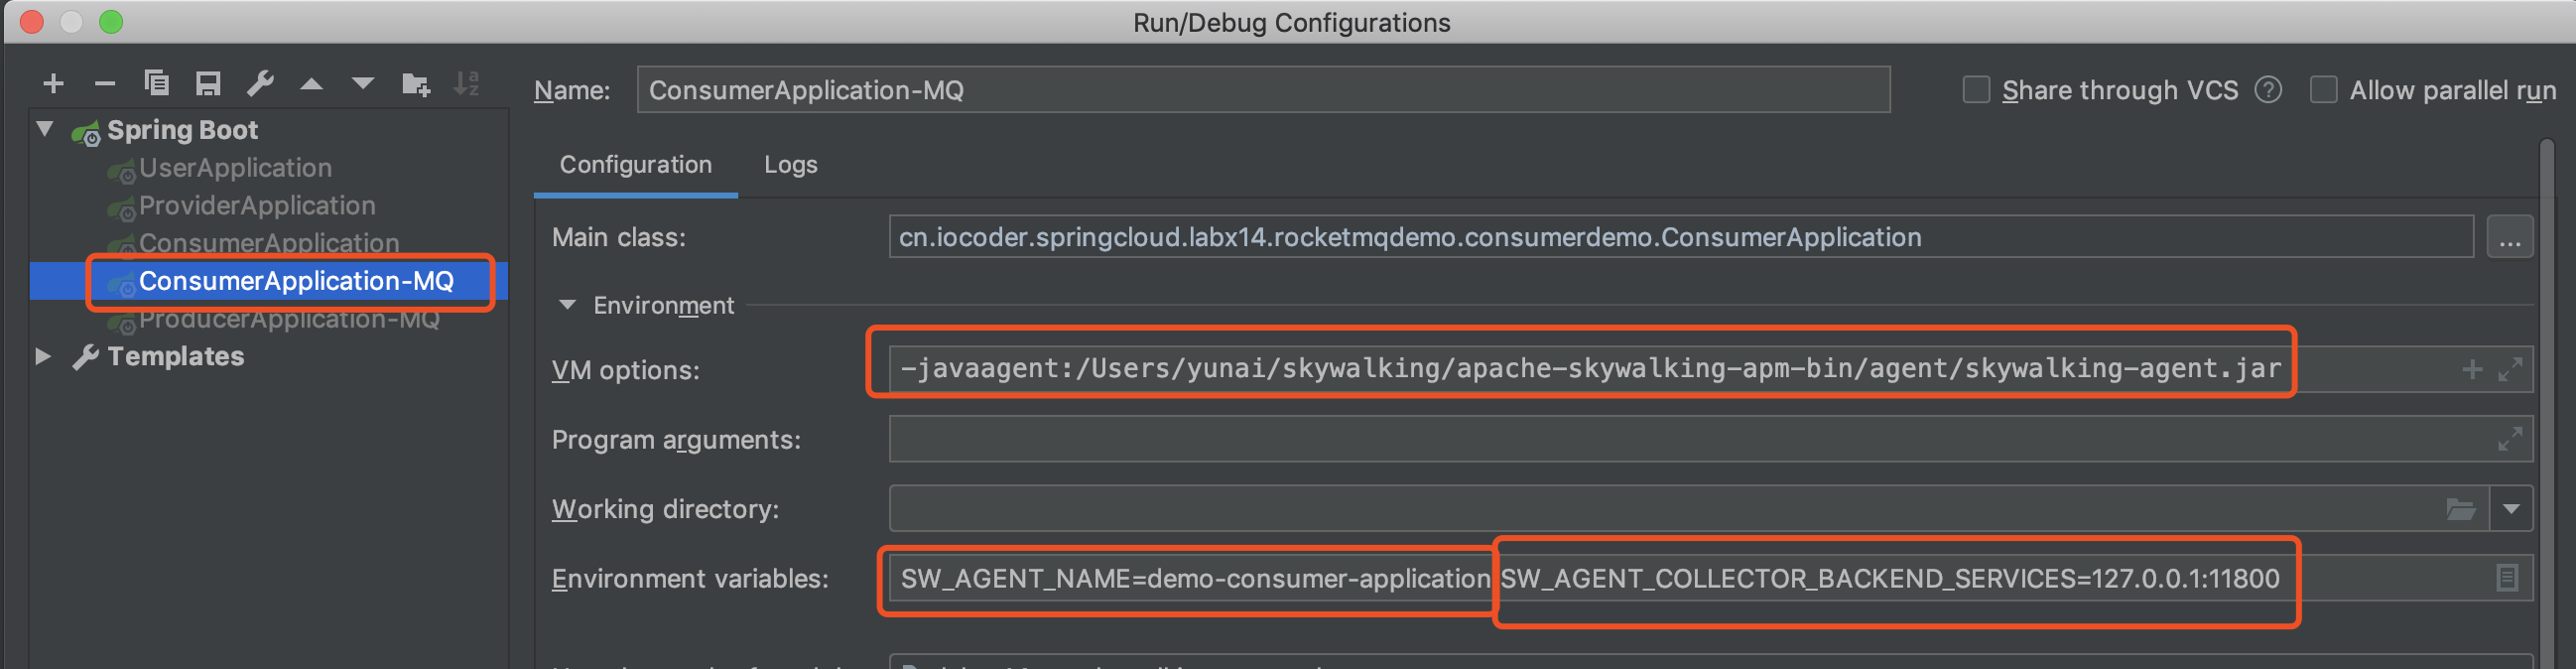 Run/Debug Configurations
Name: ConsumerApplication-MQ Share through VCS ? Allow parallel run
Spring Boot
UserApplication
ProviderApplication
ConsumerApplication
ConsumerApplication-MQ
ProducerApplication-MQ
Templates
Configuration Logs
Main class: cn.iocoder.springcloud.labx14.rocketmqdemo.consumerdemo.ConsumerApplication ...
Environment
VM options: -javaagent:/Users/yunai/skywalking/apache-skywalking-apm-bin/agent/skywalking-agent.jar
Program arguments:
Working directory:
Environment variables: SW_AGENT_NAME=demo-consumer-application SW_AGENT_COLLECTOR_BACKEND_SERVICES=127.0.0.1:11800